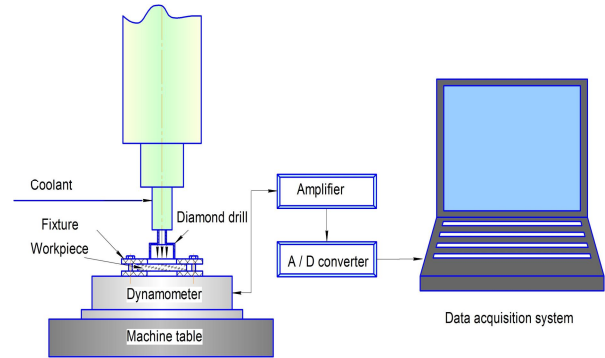 Coolant
Diamond drill
Fixture
Workpiece
Dynamometer
Machine table
Amplifier
A / D converter
Data acquisition system